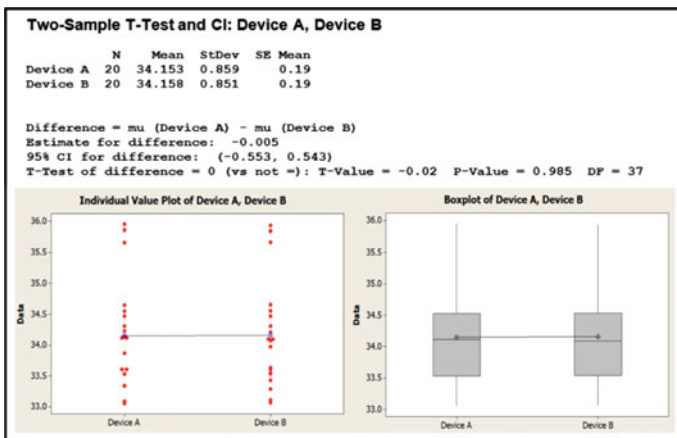 Two-Sample T-Test and CI: Device A, Device B
N Mean StDev SE Mean
Device A 20 34.153 0.859 0.19
Device B 20 34.158 0.851 0.19
Difference = mu (Device A) - mu (Device B)
Estimate for difference: -0.005
95% CI for difference: (-0.553, 0.543)
T-Test of difference = 0 (vs not =): T-Value = -0.02 P-Value = 0.985 DF = 37
Individual Value Plot of Device A, Device B
36.0
35.5
35.0
34.5
34.0
33.5
33.0
Data
Device A Device B
Boxplot of Device A, Device B
36.0
35.5
35.0
34.5
34.0
33.5
33.0
Data
Device A Device B